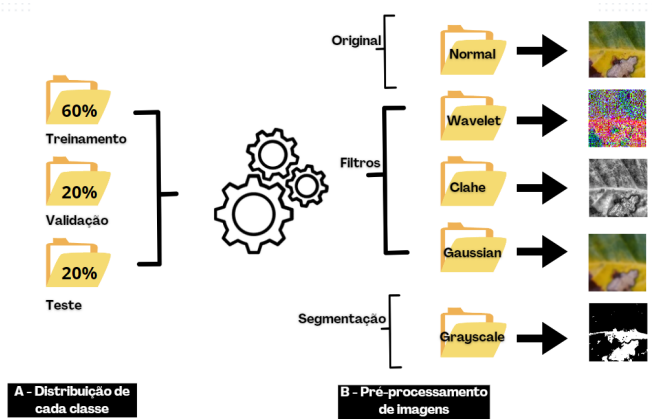 60%
Treinamento
20%
Validação
20%
Teste
A - Distribuição de
cada classe
Original
Normal
Filtros
Wavelet
Clahe
Gaussian
Segmentação
Grayscale
B - Pré-processamento
de imagens